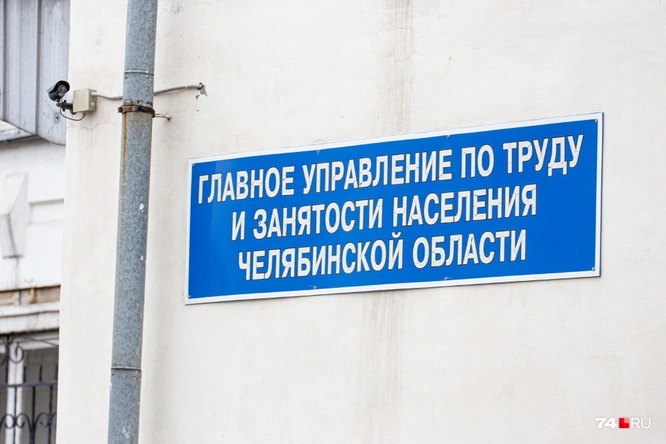 ГЛАВНОЕ УПРАВЛЕНИЕ ПО ТРУДУ
И ЗАНЯТОСТИ НАСЕЛЕНИЯ
ЧЕЛЯБИНСКОЙ ОБЛАСТИ
74.RU